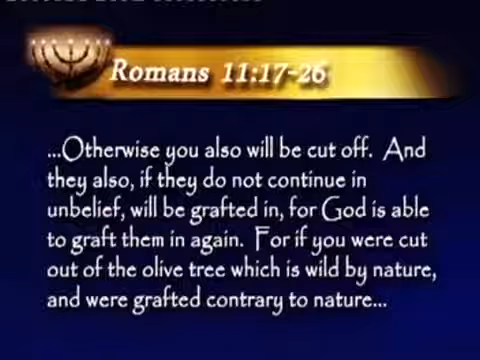 Romans 11:17-26
...Otherwise you also will be cut off. And
they also, if they do not continue in
unbelief, will be grafted in, for God is able
to graft them in again. For if you were cut
out of the olive tree which is wild by nature,
and were grafted contrary to nature...